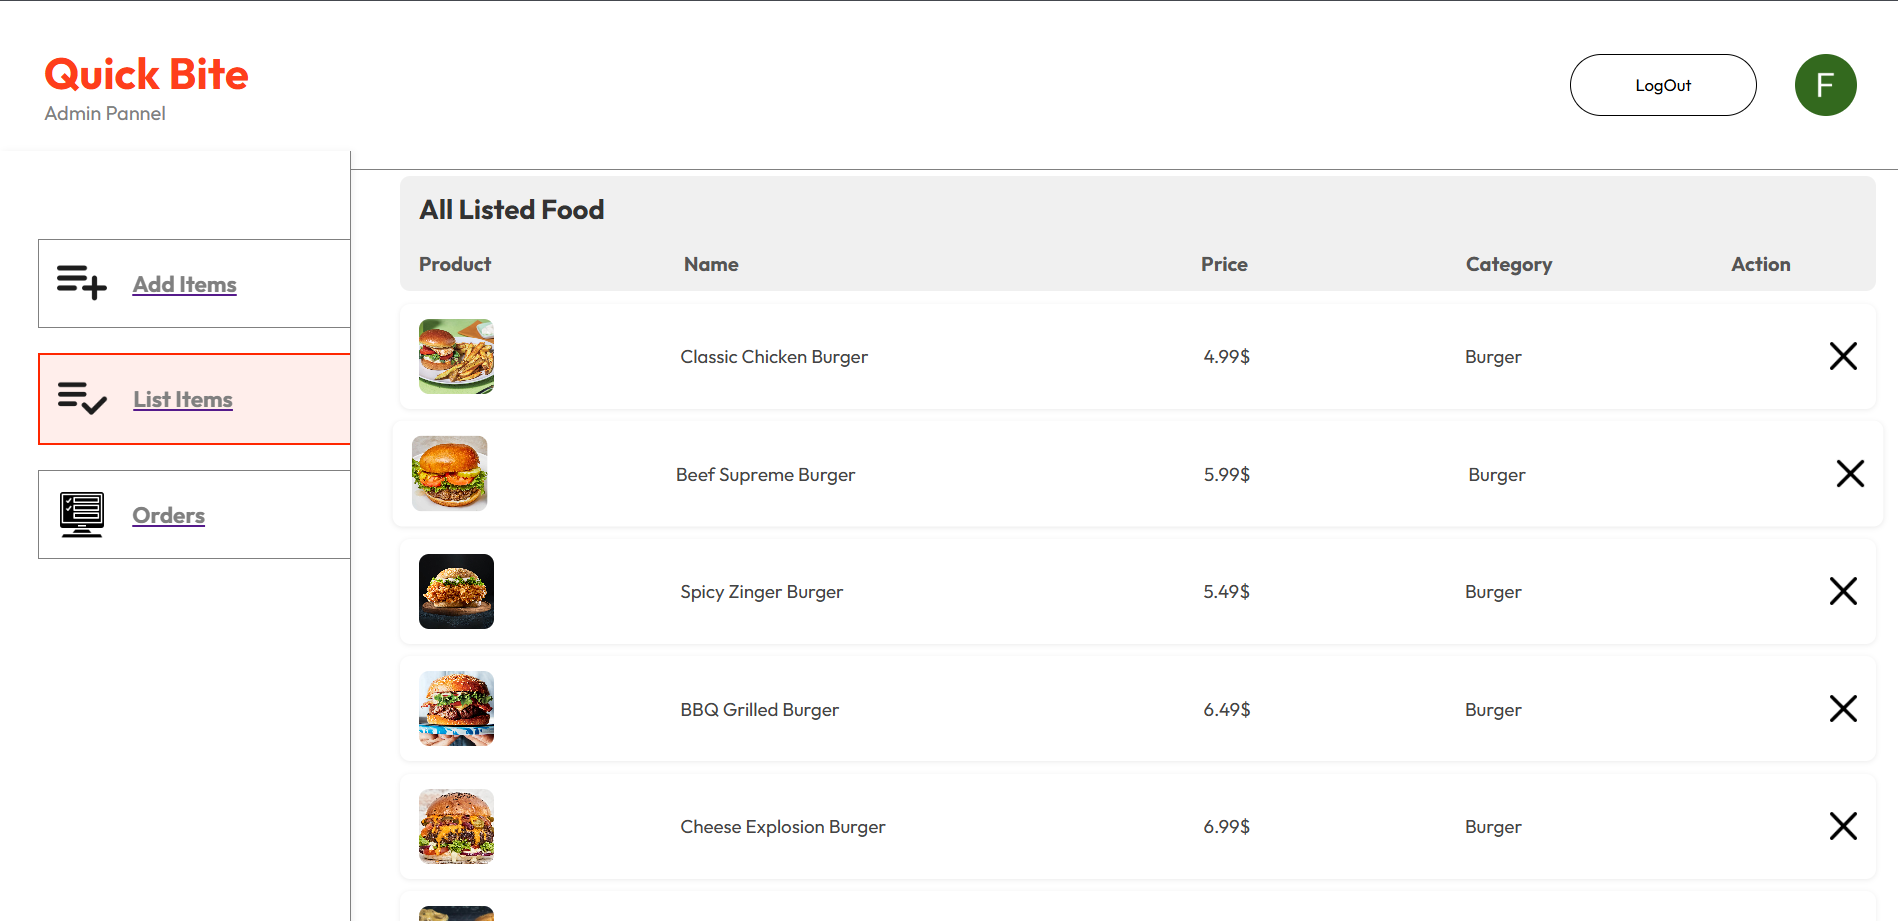 Quick Bite
Admin Pannel
LogOut
F
Add Items
List Items
Orders
All Listed Food
Product Name Price Category Action
Classic Chicken Burger 4.99$ Burger
Beef Supreme Burger 5.99$ Burger
Spicy Zinger Burger 5.49$ Burger
BBQ Grilled Burger 6.49$ Burger
Cheese Explosion Burger 6.99$ Burger